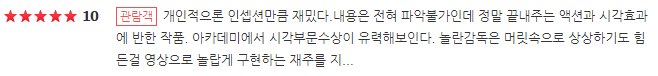 ★★★★★ 10 관람객 개인적으론 인셉션만큼 재밌다.내용은 전혀 파악불가인데 정말 끝내주는 액션과 시각효과
에 반한 작품. 아카데미에서 시각부문수상이 유력해보인다. 놀란감독은 머릿속으로 상상하기도 힘
든걸 영상으로 놀랍게 구현하는 재주를 지...